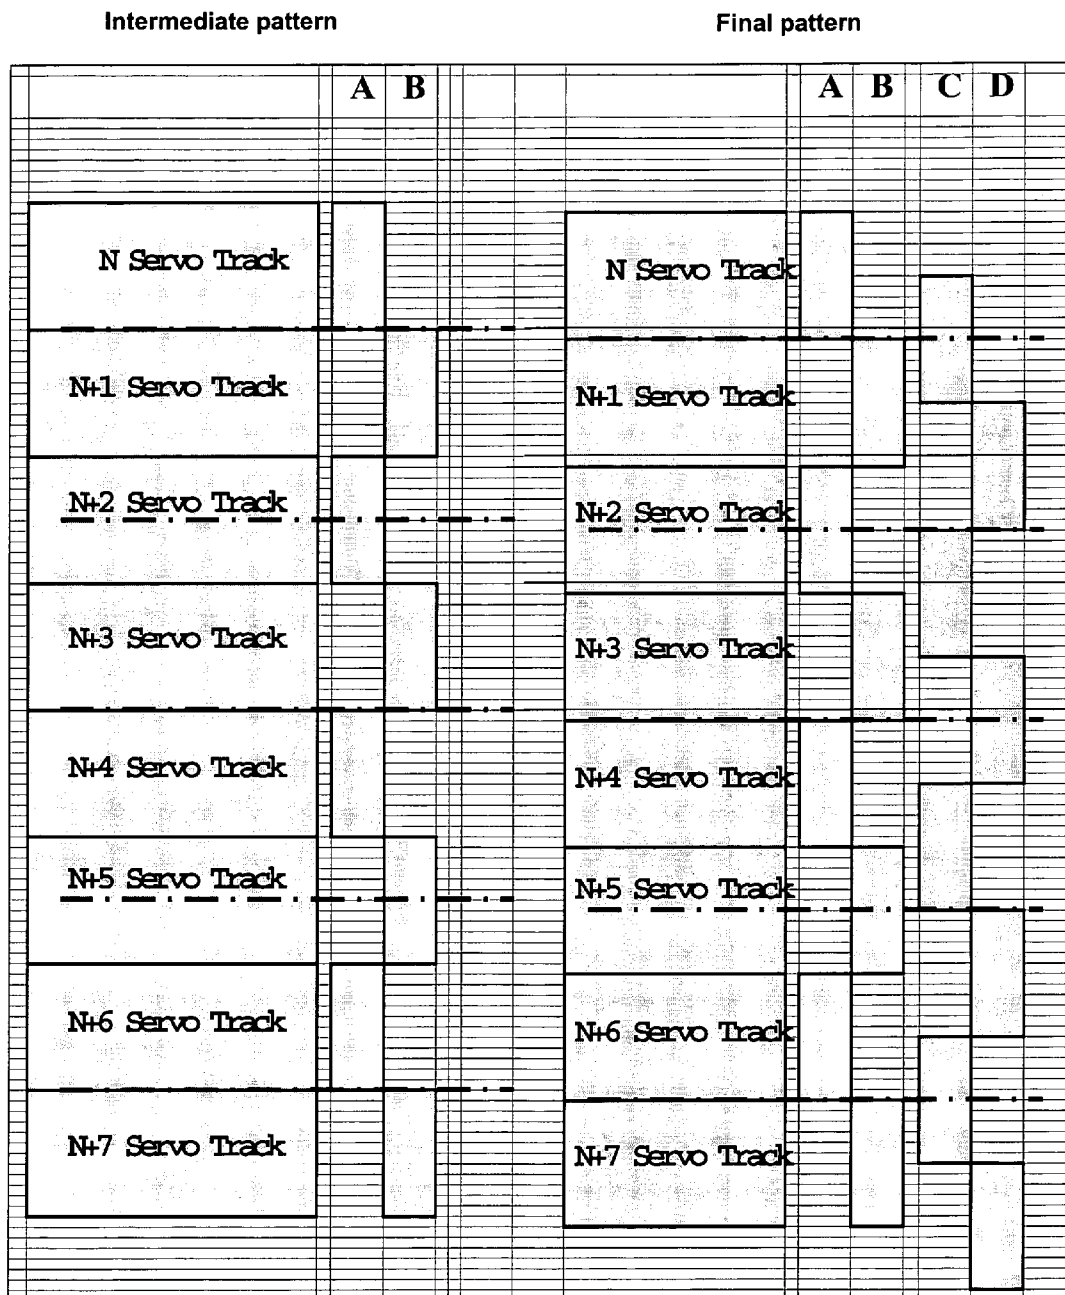 Intermediate pattern
Final pattern
A B
A B C D
N Servo Track
N+1 Servo Track
N+2 Servo Track
N+3 Servo Track
N+4 Servo Track
N+5 Servo Track
N+6 Servo Track
N+7 Servo Track
N Servo Track
N+1 Servo Track
N+2 Servo Track
N+3 Servo Track
N+4 Servo Track
N+5 Servo Track
N+6 Servo Track
N+7 Servo Track